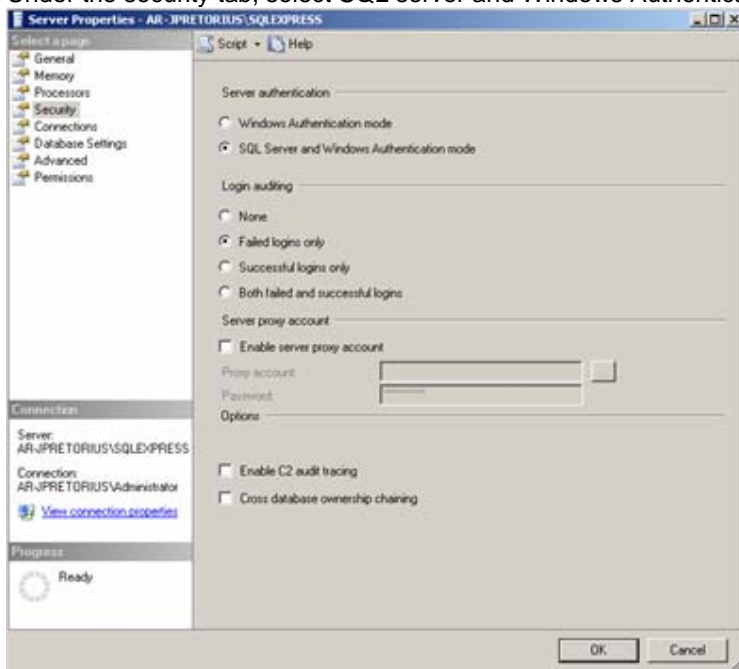 Under the security tab, select SQL server and Windows Authentica
Server Properties - AR-JPRETORIUS\SQLEXPRESS
Select a page
General
Memory
Processors
Security
Connections
Database Settings
Advanced
Permissions
Script
Help
Server authentication
Windows Authentication mode
SQL Server and Windows Authentication mode
Login auditing
None
Failed logins only
Successful logins only
Both failed and successful logins
Server proxy account
Enable server proxy account
Proxy account:
Password:
Options
Enable C2 audit tracing
Cross database ownership chaining
Connection
Server:
AR-JPRETORIUS\SQLEXPRESS
Connection:
AR-JPRETORIUS\Administrator
View connection properties
Progress
Ready
OK
Cancel